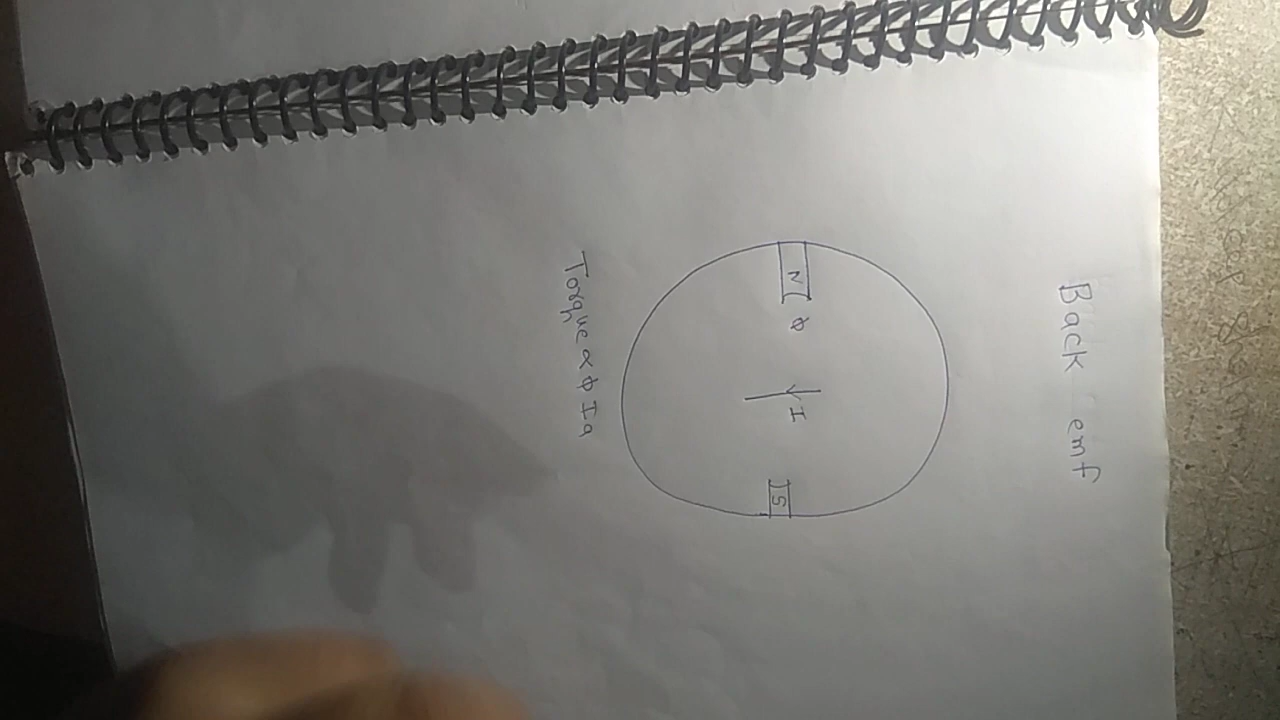 Back emf
N φ I S
Torque ∝ φ Ia